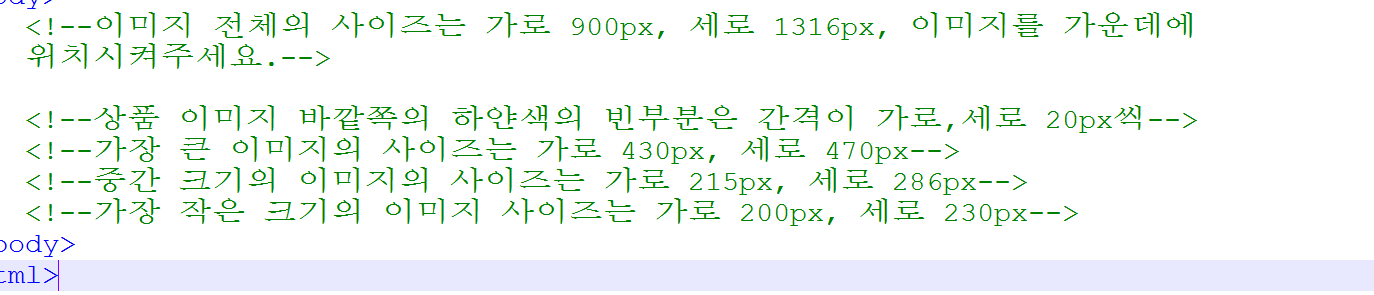 ody>
<!--이미지 전체의 사이즈는 가로 900px, 세로 1316px, 이미지를 가운데에
위치시켜주세요.-->
<!--상품 이미지 바깥쪽의 하얀색의 빈부분은 간격이 가로,세로 20px씩-->
<!--가장 큰 이미지의 사이즈는 가로 430px, 세로 470px-->
<!--중간 크기의 이미지의 사이즈는 가로 215px, 세로 286px-->
<!--가장 작은 크기의 이미지 사이즈는 가로 200px, 세로 230px-->
body>
tml>